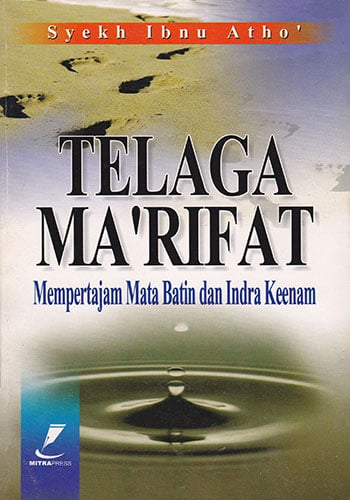 Syekh Ibnu Atho'
TELAGA
MA'RIFAT
Mempertajam Mata Batin dan Indra Keenam
MITRAPRESS